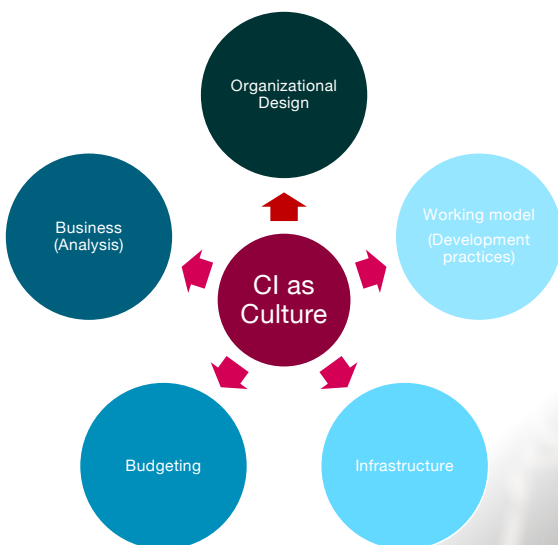 Organizational
Design
Business
(Analysis)
Working model
(Development
practices)
CI as
Culture
Budgeting
Infrastructure